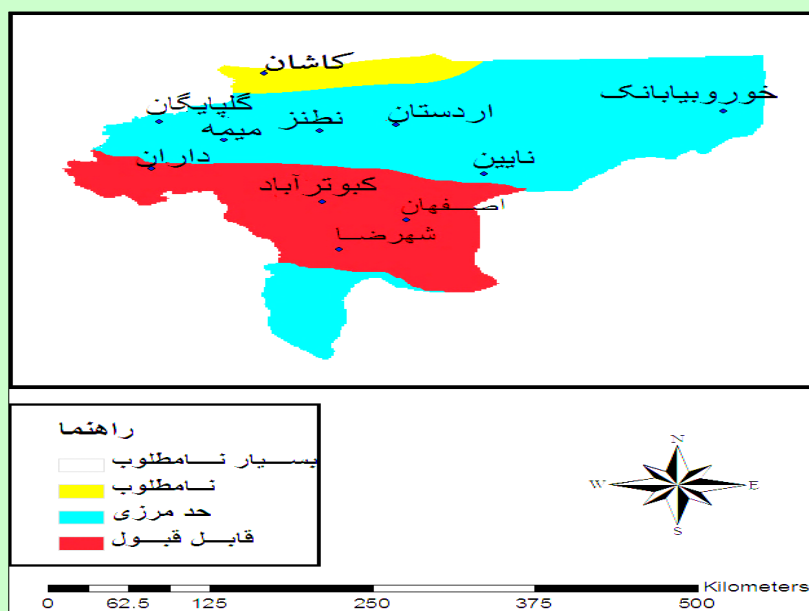 کاشان
خوروبیابانک
گلپایگان
میمه
نطنز
اردستان
داران
نایین
کبوترآباد
اصفهان
شهرضا
راهنما
بسیار نامطلوب
نامطلوب
حد مرزی
قابل قبول
N
W E
S
Kilometers
0 62.5 125 250 375 500